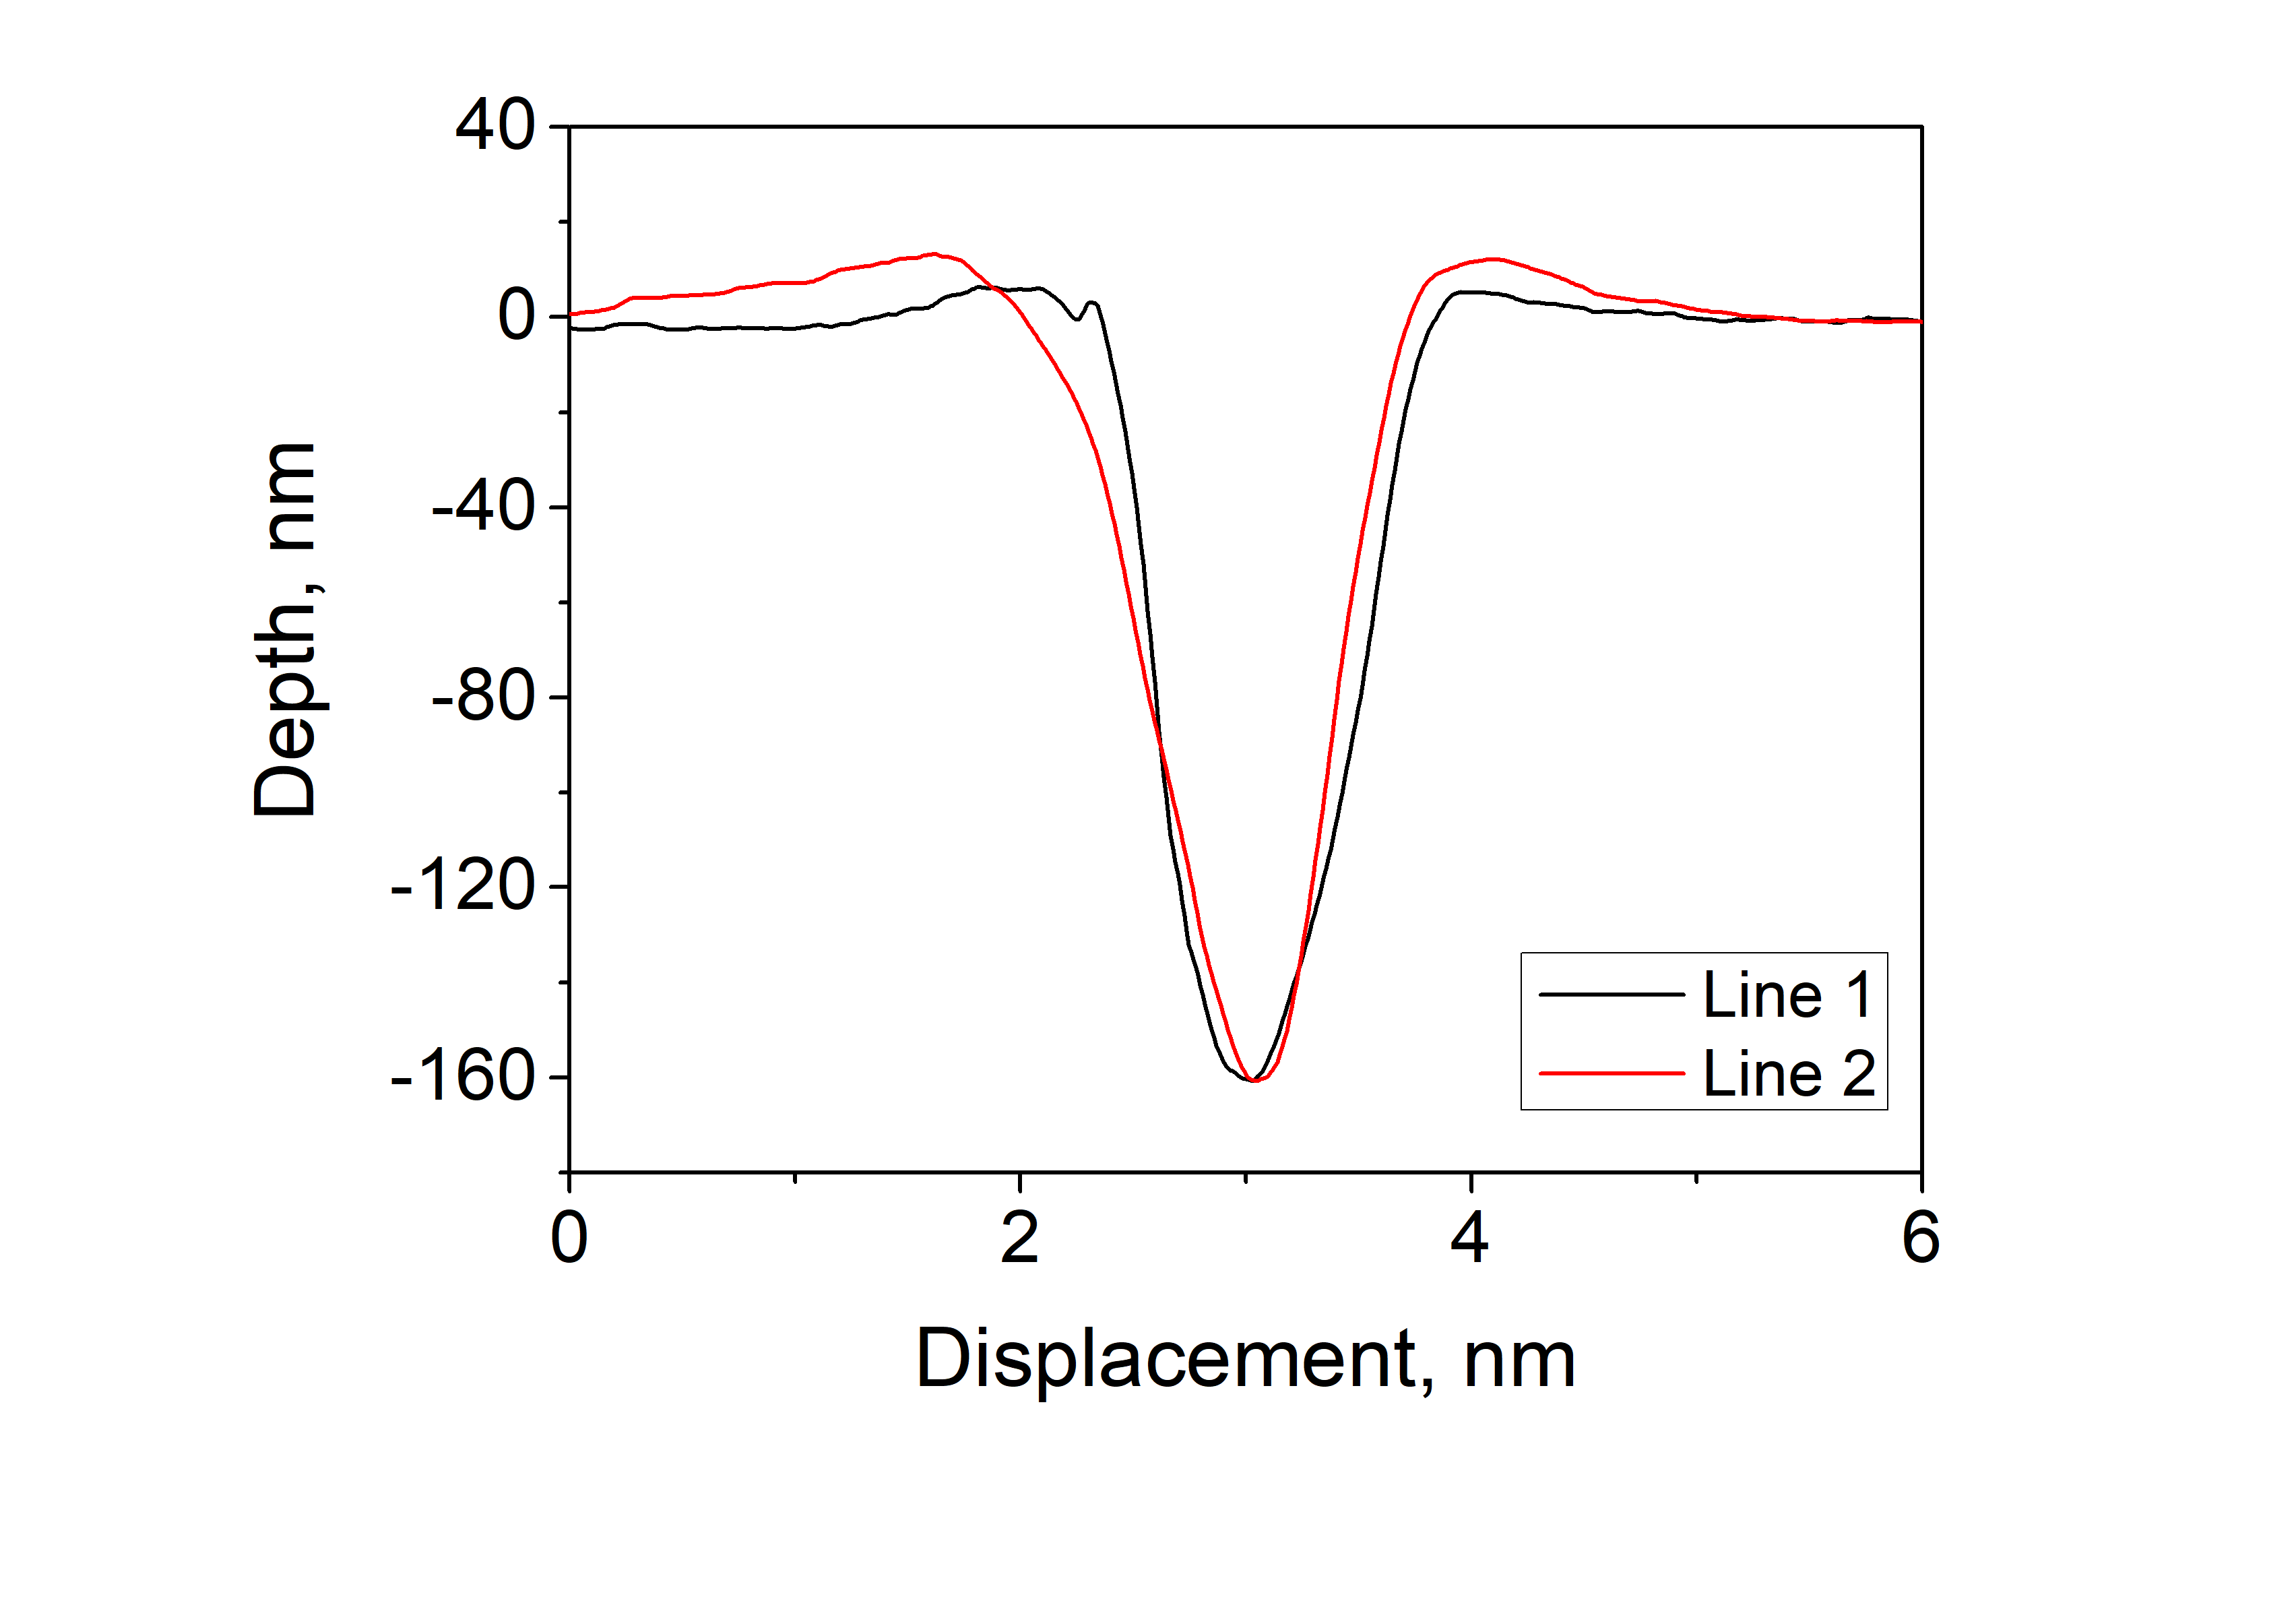 40
0
-40
-80
-120
-160
Depth, nm
Line 1
Line 2
0 2 4 6
Displacement, nm